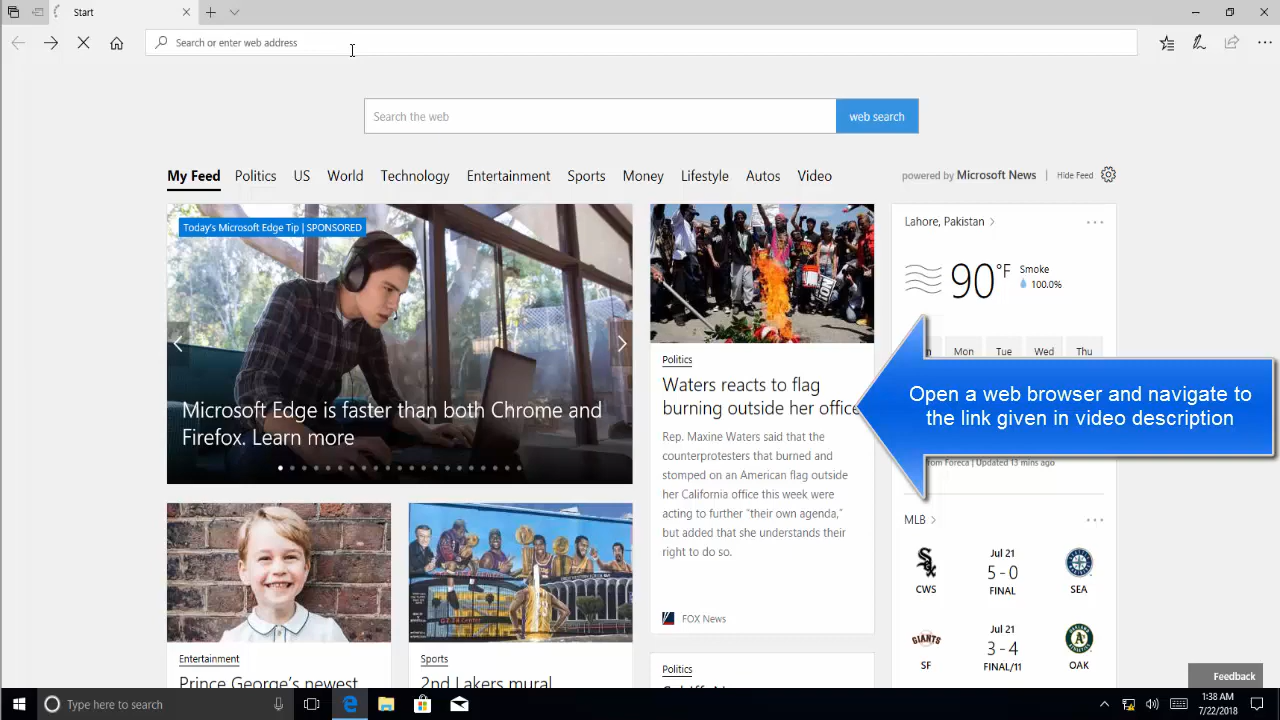 Start
Search or enter web address
Search the web
web search
My Feed Politics US World Technology Entertainment Sports Money Lifestyle Autos Video
powered by Microsoft News | Hide Feed
Today's Microsoft Edge Tip | SPONSORED
Microsoft Edge is faster than both Chrome and
Firefox. Learn more
Politics
Waters reacts to flag
burning outside her office
Rep. Maxine Waters said that the
counterprotesters that burned and
stomped on an American flag outside
her California office this week were
acting to further "their own agenda,"
but added that she understands their
right to do so.
FOX News
Lahore, Pakistan
90°F
Smoke
100.0%
Mon Tue Wed Thu
Open a web browser and navigate to
the link given in video description
from Foreca | Updated 13 mins ago
MLB
Jul 21
5 - 0
FINAL
CWS
SEA
GIANTS
Jul 21
3 - 4
FINAL/11
SF
OAK
Entertainment
Prince George's newest
Sports
2nd Lakers mural
Politics
Feedback
Type here to search
1:38 AM
7/22/2018